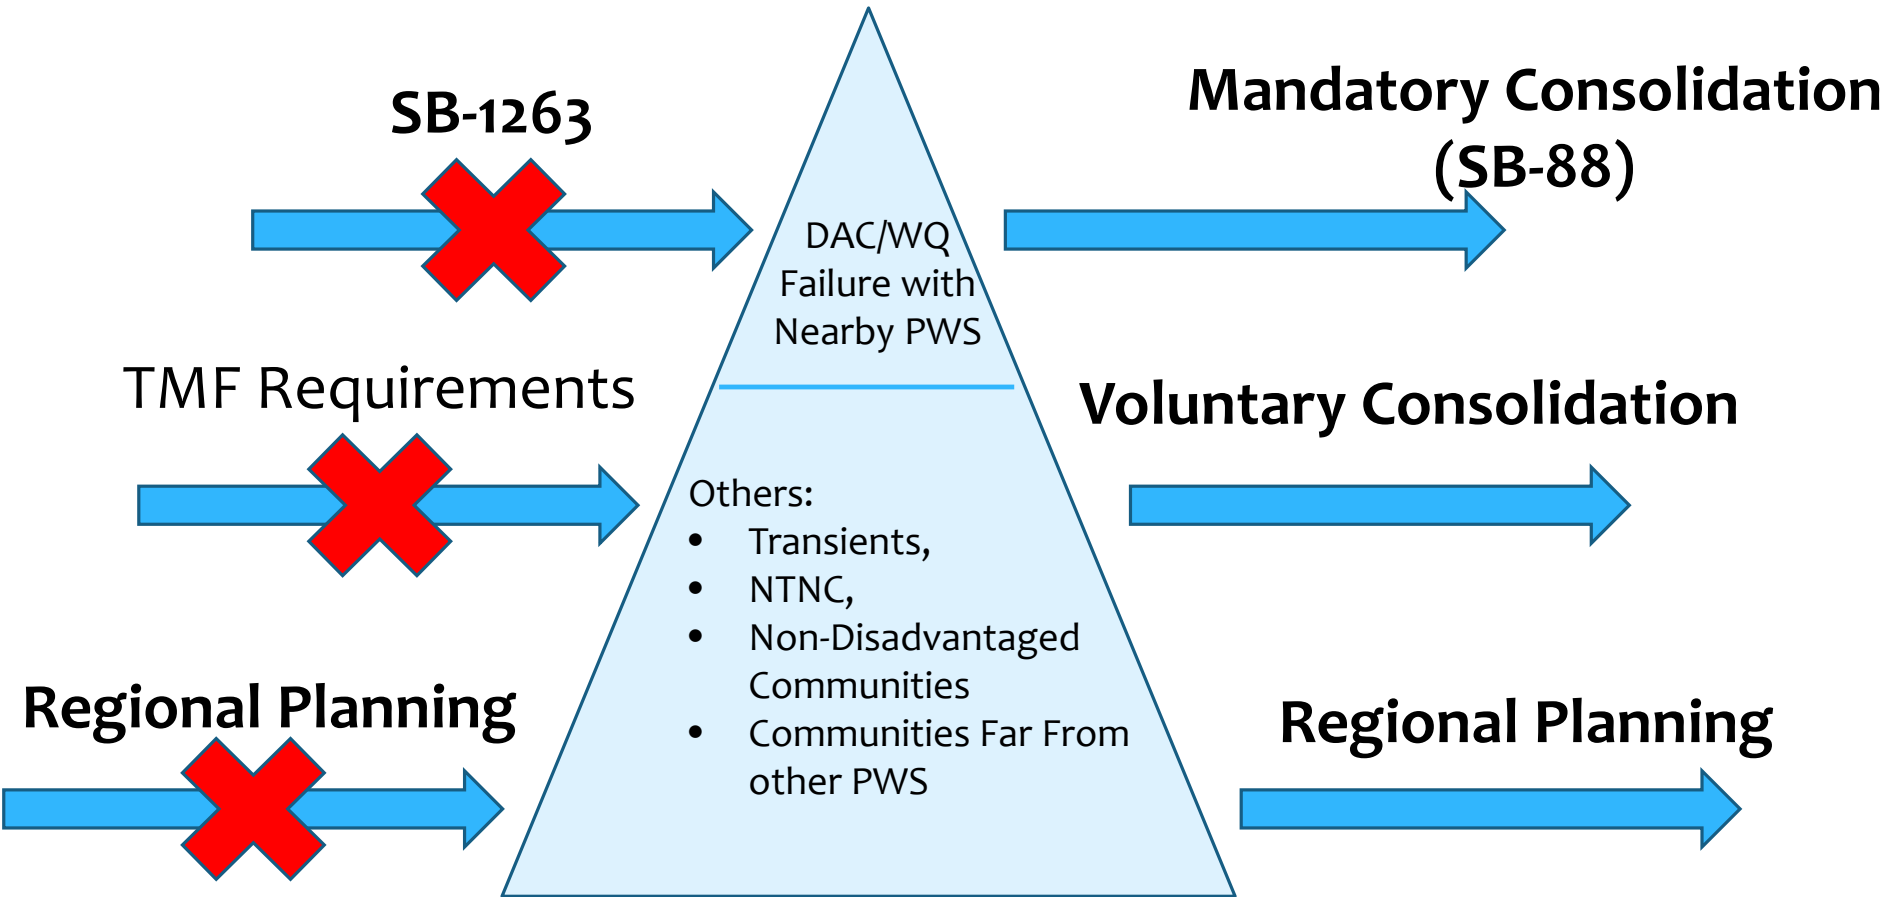 SB-1263
Mandatory Consolidation
(SB-88)
DAC/WQ
Failure with
Nearby PWS
TMF Requirements
Voluntary Consolidation
Others:
• Transients,
• NTNC,
• Non-Disadvantaged
Communities
• Communities Far From
other PWS
Regional Planning
Regional Planning